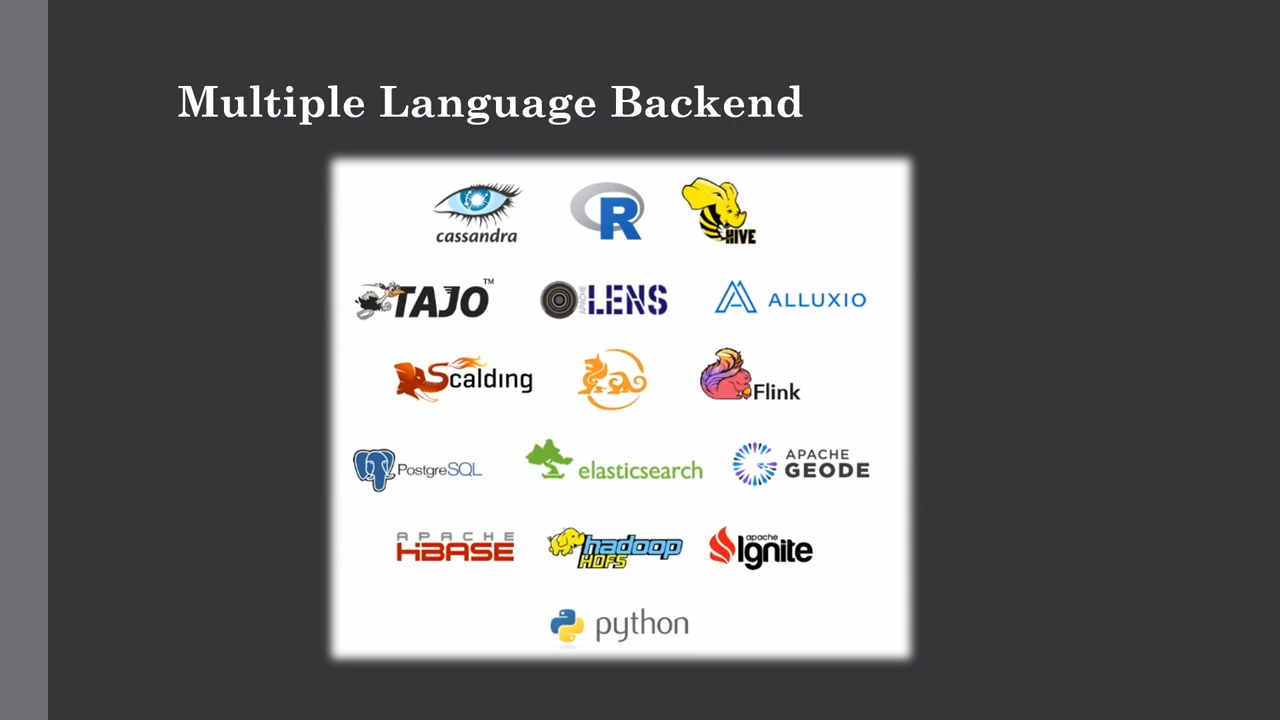 Multiple Language Backend
cassandra
R
HIVE
TAJO™
APACHE LENS
ALLUXIO
Scalding
Flink
PostgreSQL
elasticsearch
APACHE
GEODE
APACHE
HBASE
hadoop
HDFS
apache
Ignite
python